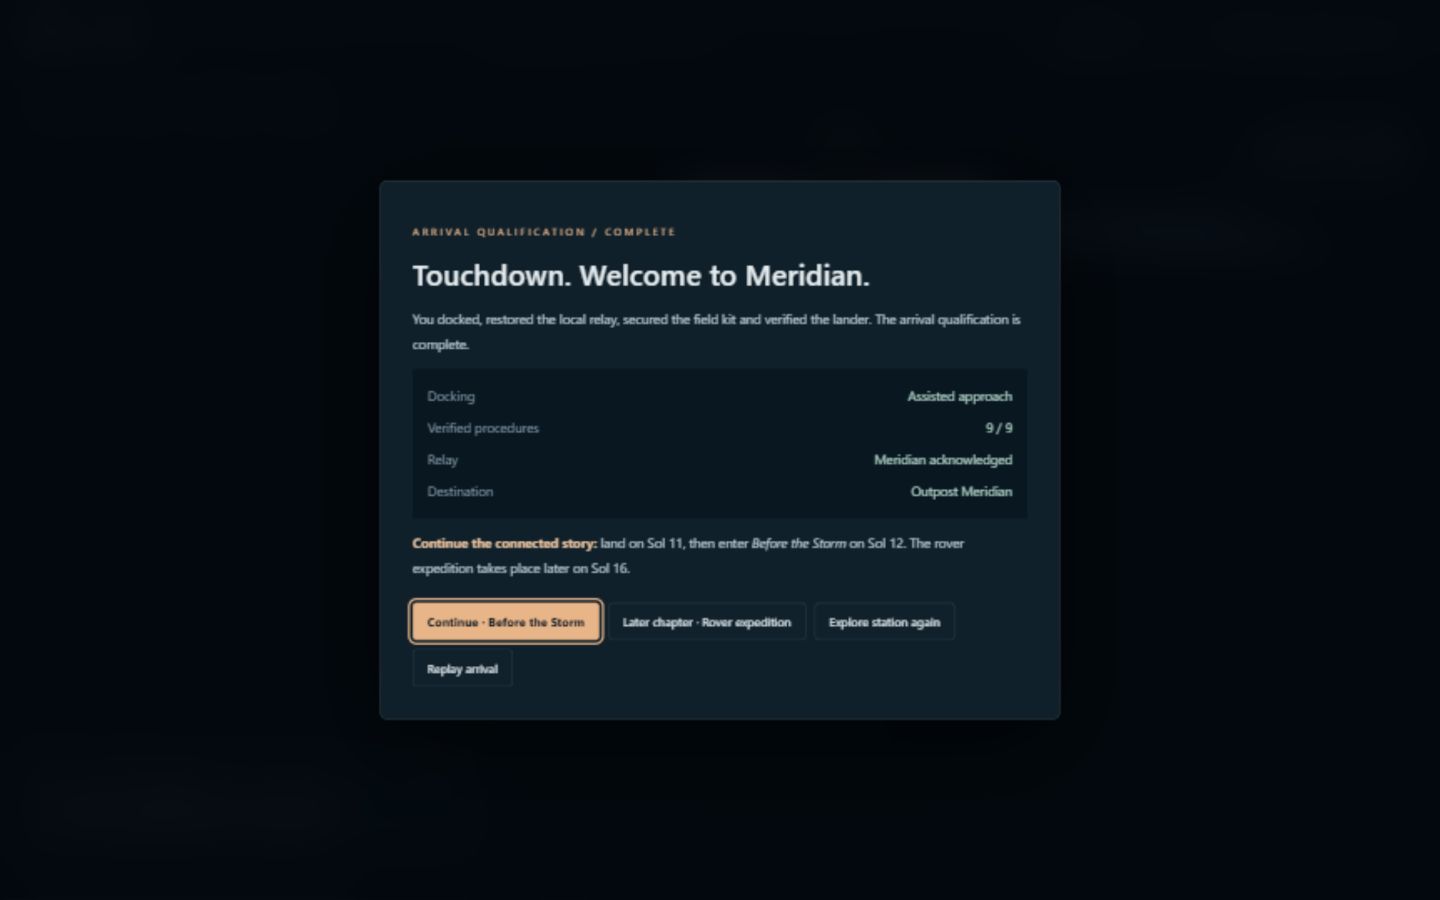 ARRIVAL QUALIFICATION / COMPLETE
Touchdown. Welcome to Meridian.
You docked, restored the local relay, secured the field kit and verified the lander. The arrival qualification is
complete.
Docking Assisted approach
Verified procedures 9 / 9
Relay Meridian acknowledged
Destination Outpost Meridian
Continue the connected story: land on Sol 11, then enter Before the Storm on Sol 12. The rover
expedition takes place later on Sol 16.
Continue · Before the Storm Later chapter · Rover expedition Explore station again
Replay arrival